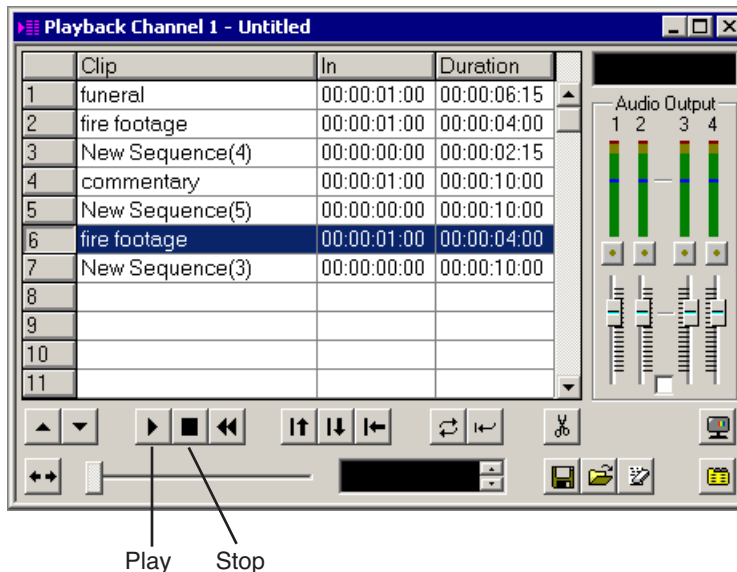 Playback Channel 1 - Untitled
Clip In Duration
1 funeral 00:00:01:00 00:00:06:15
2 fire footage 00:00:01:00 00:00:04:00
3 New Sequence(4) 00:00:00:00 00:00:02:15
4 commentary 00:00:01:00 00:00:10:00
5 New Sequence(5) 00:00:00:00 00:00:10:00
6 fire footage 00:00:01:00 00:00:04:00
7 New Sequence(3) 00:00:00:00 00:00:10:00
8
9
10
11
Audio Output
1 2 3 4
Play Stop